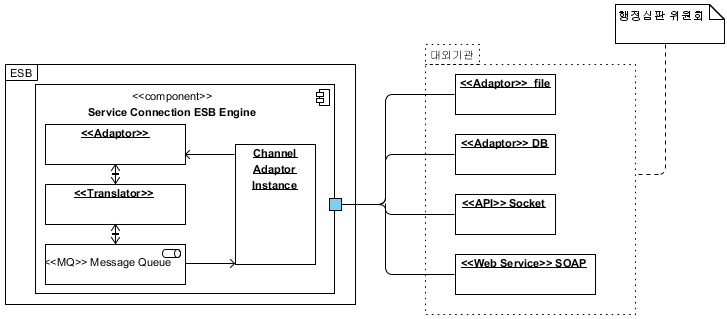 행정심판 위원회
대외기관
ESB
<<component>>
Service Connection ESB Engine
<<Adaptor>>
<<Translator>>
<<MQ>> Message Queue
Channel
Adaptor
Instance
<<Adaptor>> file
<<Adaptor>> DB
<<API>> Socket
<<Web Service>> SOAP